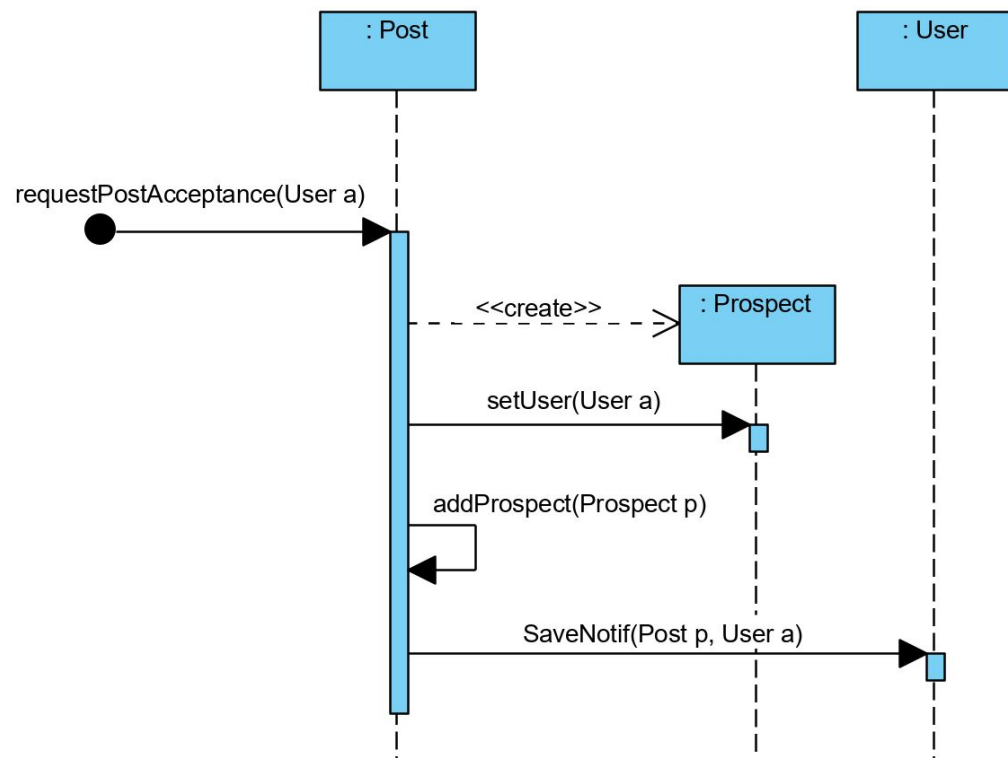 : Post
: User
requestPostAcceptance(User a)
<<create>>
: Prospect
setUser(User a)
addProspect(Prospect p)
SaveNotif(Post p, User a)